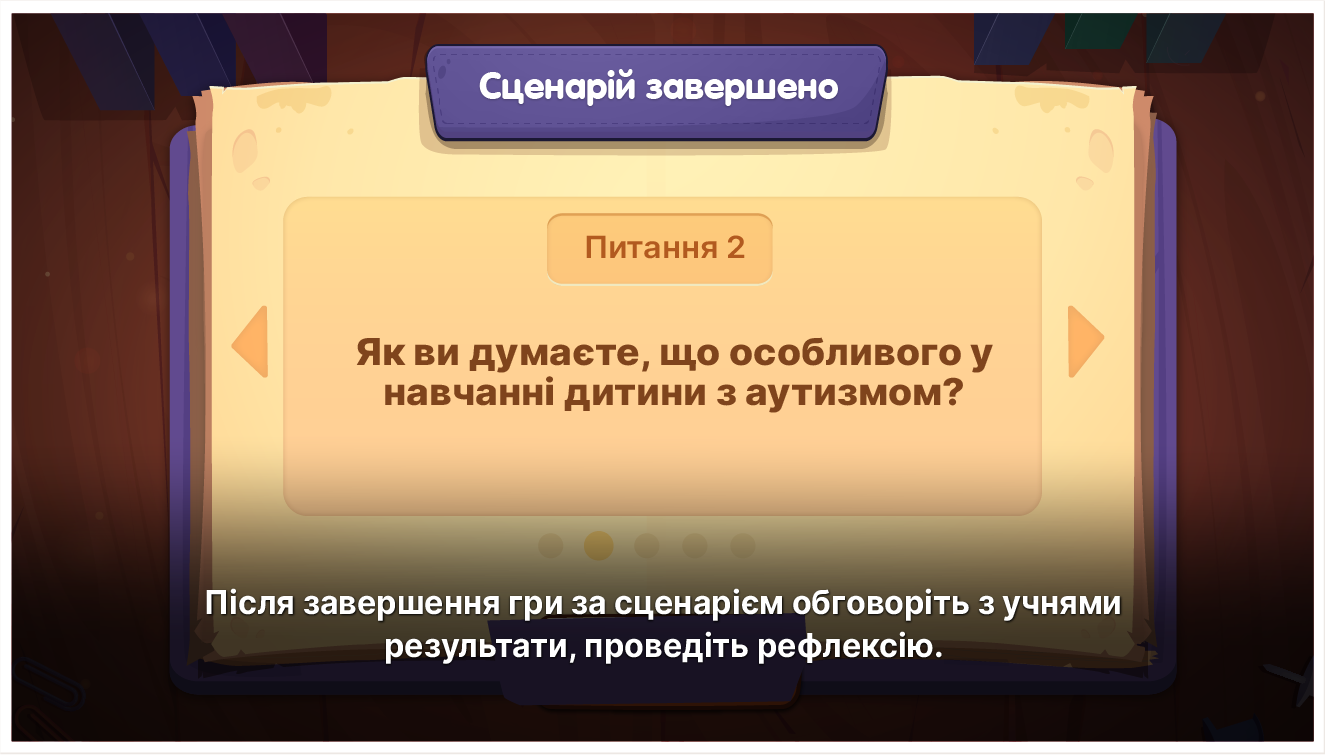 Сценарій завершено
Питання 2
Як ви думаєте, що особливого у
навчанні дитини з аутизмом?
Після завершення гри за сценарієм обговоріть з учнями
результати, проведіть рефлексію.